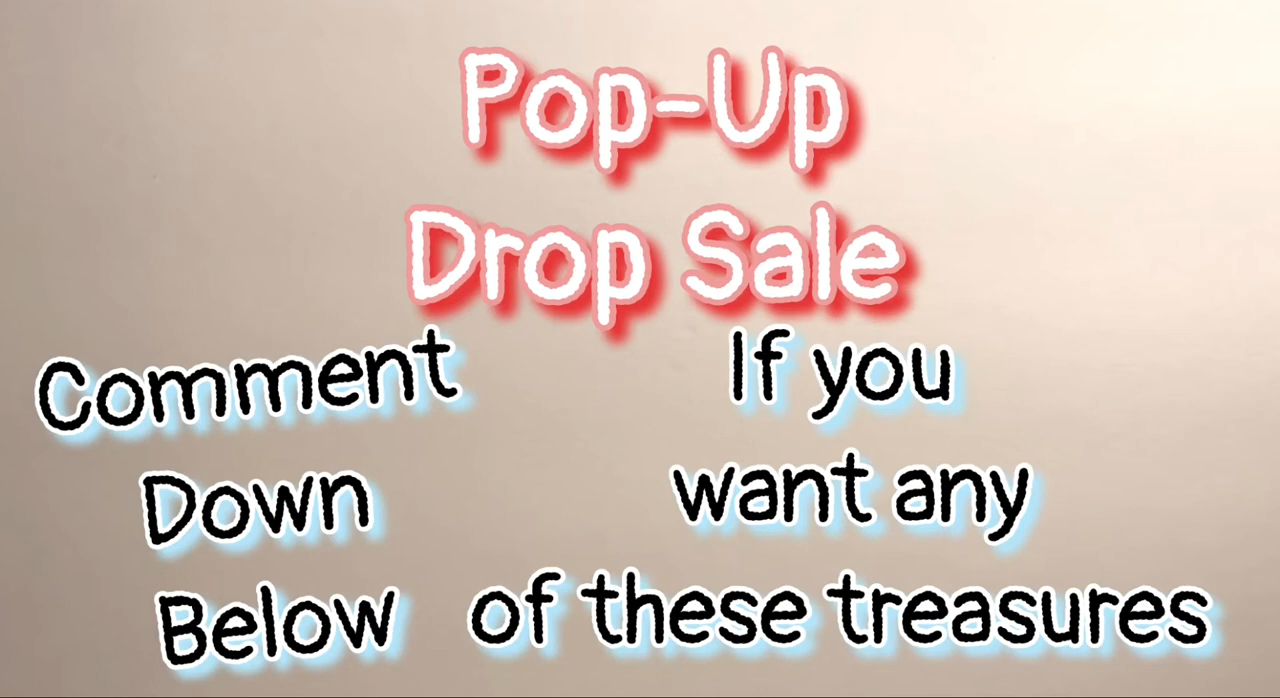 Pop-Up
Drop Sale
Comment
Down
Below
If you
want any
of these treasures